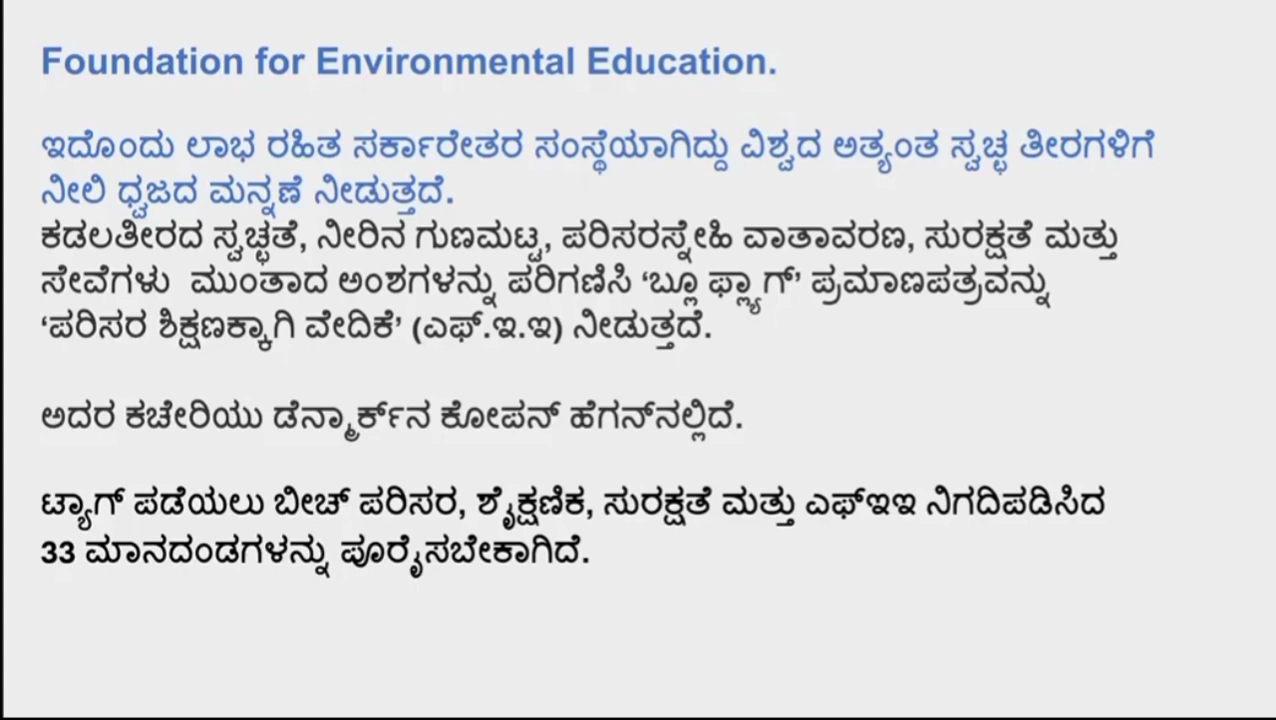 Foundation for Environmental Education.
ಇದೊಂದು ಲಾಭ ರಹಿತ ಸರ್ಕಾರೇತರ ಸಂಸ್ಥೆಯಾಗಿದ್ದು ವಿಶ್ವದ ಅತ್ಯಂತ ಸ್ವಚ್ಛ ತೀರಗಳಿಗೆ
ನೀಲಿ ಧ್ವಜದ ಮನ್ನಣೆ ನೀಡುತ್ತದೆ.
ಕಡಲತೀರದ ಸ್ವಚ್ಛತೆ, ನೀರಿನ ಗುಣಮಟ್ಟ, ಪರಿಸರಸ್ನೇಹಿ ವಾತಾವರಣ, ಸುರಕ್ಷತೆ ಮತ್ತು
ಸೇವೆಗಳು ಮುಂತಾದ ಅಂಶಗಳನ್ನು ಪರಿಗಣಿಸಿ ‘ಬ್ಲೂ ಫ್ಲ್ಯಾಗ್’ ಪ್ರಮಾಣಪತ್ರವನ್ನು
‘ಪರಿಸರ ಶಿಕ್ಷಣಕ್ಕಾಗಿ ವೇದಿಕೆ’ (ಎಫ್.ಇ.ಇ) ನೀಡುತ್ತದೆ.
ಅದರ ಕಚೇರಿಯು ಡೆನ್ಮಾರ್ಕ್‌ನ ಕೋಪನ್ ಹೆಗನ್‌ನಲ್ಲಿದೆ.
ಟ್ಯಾಗ್ ಪಡೆಯಲು ಬೀಚ್ ಪರಿಸರ, ಶೈಕ್ಷಣಿಕ, ಸುರಕ್ಷತೆ ಮತ್ತು ಎಫ್ಇಇ ನಿಗದಿಪಡಿಸಿದ
33 ಮಾನದಂಡಗಳನ್ನು ಪೂರೈಸಬೇಕಾಗಿದೆ.